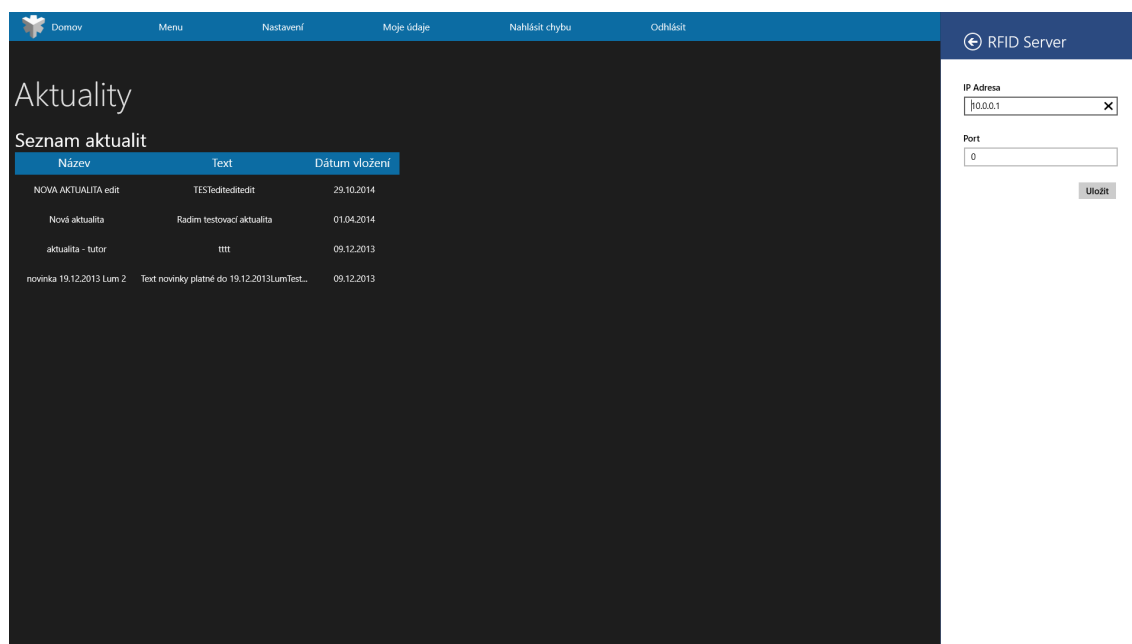 Domov Menu Nastavení Moje údaje Nahlásit chybu Odhlásit
Aktuality
Seznam aktualit
Název Text Dátum vložení
NOVA AKTUALITA edit TESTediteditedit 29.10.2014
Nová aktualita Radim testovací aktualita 01.04.2014
aktualita - tutor tttt 09.12.2013
novinka 19.12.2013 Lum 2 Text novinky platné do 19.12.2013LumTest... 09.12.2013
RFID Server
IP Adresa
10.0.0.1
Port
0
Uložit